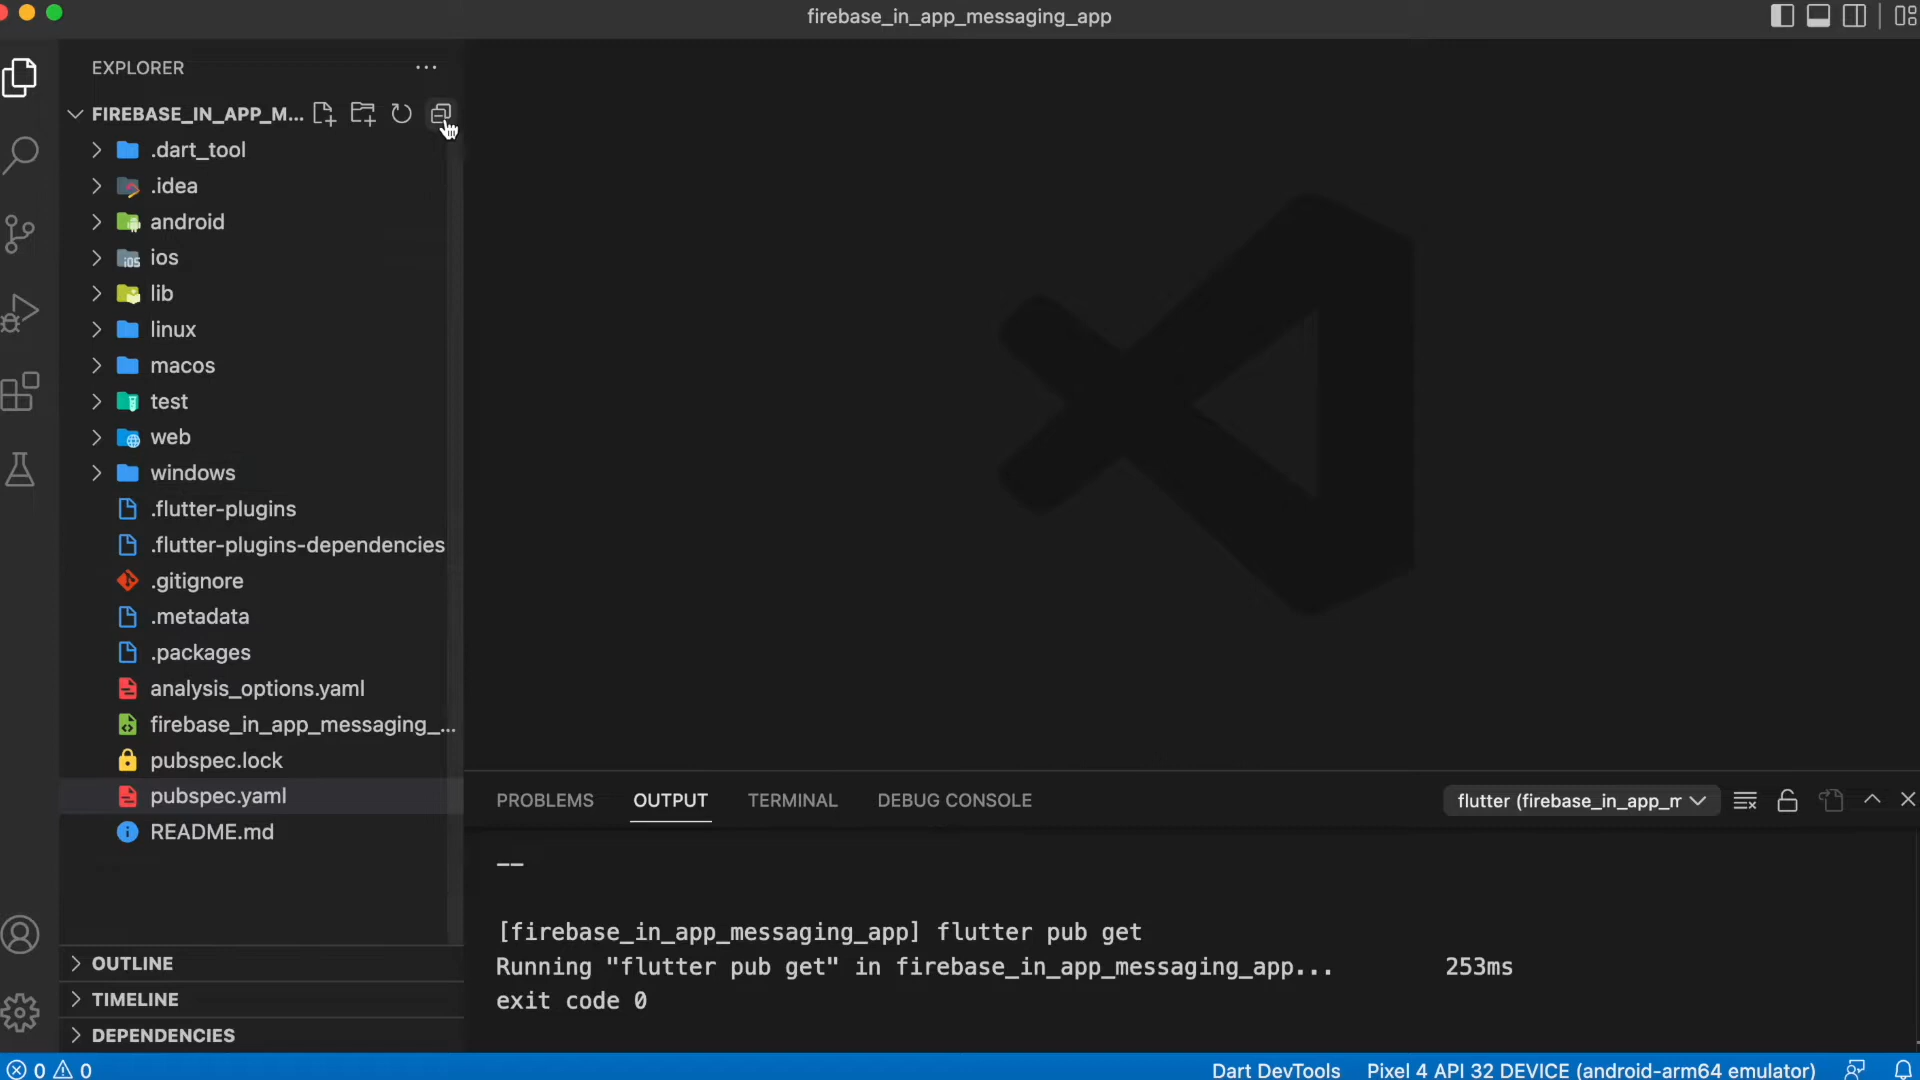 firebase_in_app_messaging_app
EXPLORER
FIREBASE_IN_APP_M...
.dart_tool
.idea
android
ios
lib
linux
macos
test
web
windows
.flutter-plugins
.flutter-plugins-dependencies
.gitignore
.metadata
.packages
analysis_options.yaml
firebase_in_app_messaging_...
pubspec.lock
pubspec.yaml
README.md
OUTLINE
TIMELINE
DEPENDENCIES
PROBLEMS OUTPUT TERMINAL DEBUG CONSOLE flutter (firebase_in_app_m
--
[firebase_in_app_messaging_app] flutter pub get
Running "flutter pub get" in firebase_in_app_messaging_app... 253ms
exit code 0
0 0 Dart DevTools Pixel 4 API 32 DEVICE (android-arm64 emulator)